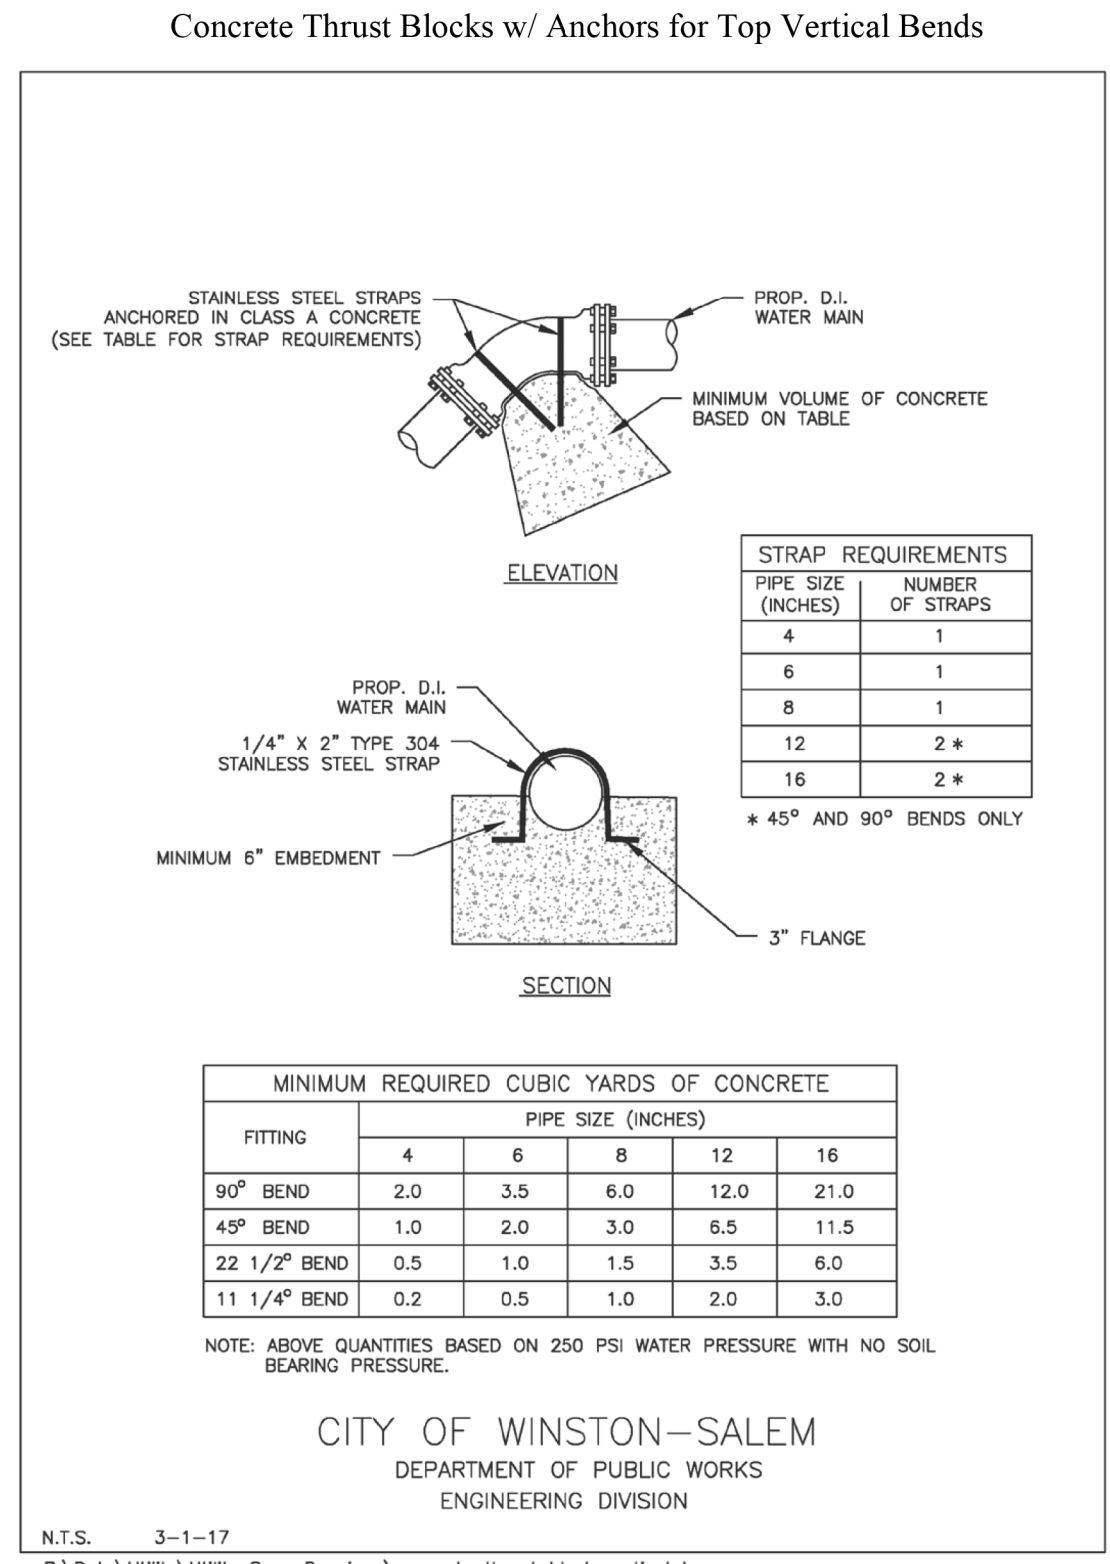 Concrete Thrust Blocks w/ Anchors for Top Vertical Bends
STAINLESS STEEL STRAPS
ANCHORED IN CLASS A CONCRETE
(SEE TABLE FOR STRAP REQUIREMENTS)
PROP. D.I.
WATER MAIN
MINIMUM VOLUME OF CONCRETE
BASED ON TABLE
ELEVATION
STRAP REQUIREMENTS
PIPE SIZE NUMBER
(INCHES) OF STRAPS
4 1
6 1
8 1
12 2 *
16 2 *
* 45° AND 90° BENDS ONLY
PROP. D.I.
WATER MAIN
1/4" X 2" TYPE 304
STAINLESS STEEL STRAP
MINIMUM 6" EMBEDMENT
3" FLANGE
SECTION
MINIMUM REQUIRED CUBIC YARDS OF CONCRETE
FITTING
PIPE SIZE (INCHES)
4 6 8 12 16
90° BEND 2.0 3.5 6.0 12.0 21.0
45° BEND 1.0 2.0 3.0 6.5 11.5
22 1/2° BEND 0.5 1.0 1.5 3.5 6.0
11 1/4° BEND 0.2 0.5 1.0 2.0 3.0
NOTE: ABOVE QUANTITIES BASED ON 250 PSI WATER PRESSURE WITH NO SOIL
BEARING PRESSURE.
CITY OF WINSTON-SALEM
DEPARTMENT OF PUBLIC WORKS
ENGINEERING DIVISION
N.T.S. 3-1-17